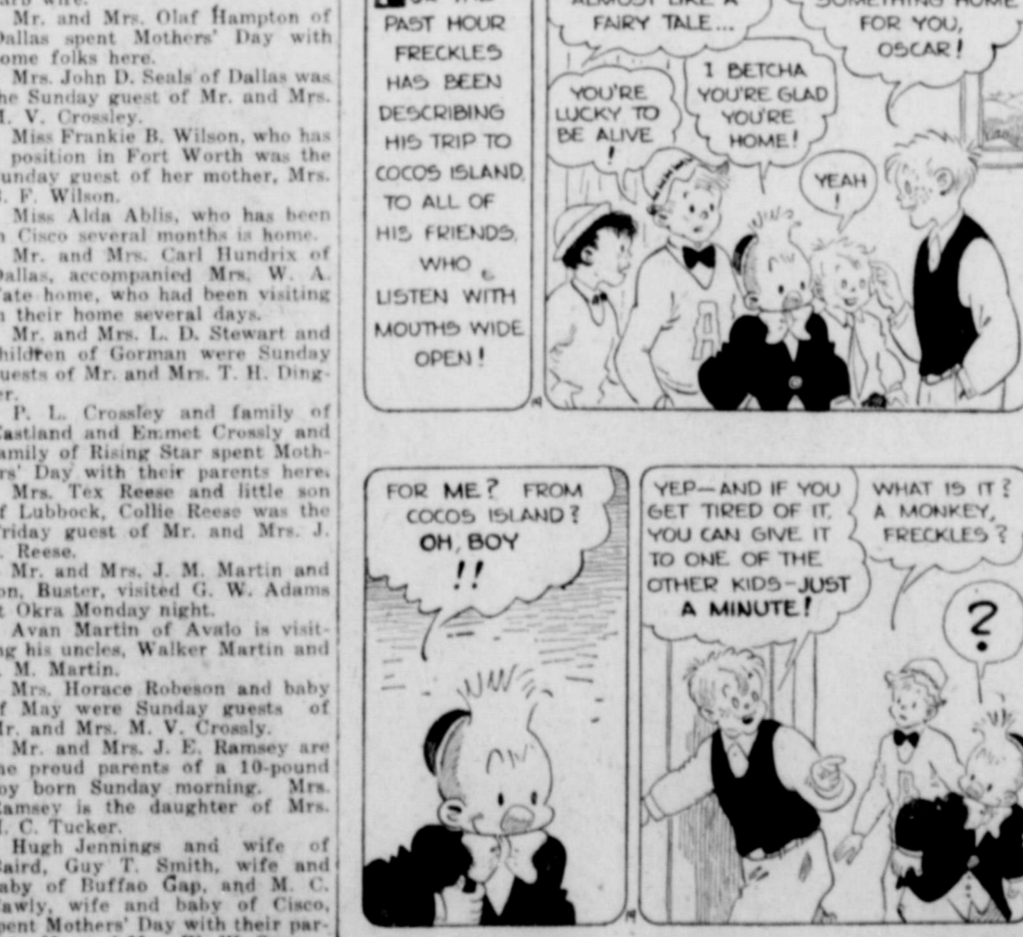 Mr. and Mrs. Olaf Hampton of
Dallas spent Mothers' Day with
home folks here.
Mrs. John D. Seals of Dallas was
the Sunday guest of Mr. and Mrs.
V. Crossley.
Miss Frankie B. Wilson, who has
position in Fort Worth was the
Sunday guest of her mother, Mrs.
F. Wilson.
Miss Alda Ablis, who has been
in Cisco several months is home.
Mr. and Mrs. Carl Hundrix of
Dallas, accompanied Mrs. W. A.
Tate home, who had been visiting
in their home several days.
Mr. and Mrs. L. D. Stewart and
children of Gorman were Sunday
guests of Mr. and Mrs. T. H. Ding-
er.
P. L. Crossley and family of
Eastland and Emmet Crossly and
family of Rising Star spent Moth-
ers' Day with their parents here.
Mrs. Tex Reese and little son
of Lubbock, Collie Reese was the
Friday guest of Mr. and Mrs. J.
Reese.
Mr. and Mrs. J. M. Martin and
son, Buster, visited G. W. Adams
at Okra Monday night.
Avan Martin of Avalo is visit-
ing his uncles, Walker Martin and
M. Martin.
Mrs. Horace Robeson and baby
of May were Sunday guests of
Mr. and Mrs. M. V. Crossly.
Mr. and Mrs. J. E. Ramsey are
the proud parents of a 10-pound
boy born Sunday morning. Mrs.
Ramsey is the daughter of Mrs.
C. Tucker.
Hugh Jennings and wife of
Baird, Guy T. Smith, wife and
baby of Buffao Gap, and M. C.
Cawly, wife and baby of Cisco,
spent Mothers' Day with their par-
PAST HOUR
FRECKLES
HAS BEEN
DESCRIBING
HIS TRIP TO
COCOS ISLAND,
TO ALL OF
HIS FRIENDS,
WHO
LISTEN WITH
MOUTHS WIDE
OPEN!
ALMOST LIKE A
FAIRY TALE...
YOU'RE
LUCKY TO
BE ALIVE
!
I BETCHA
YOU'RE GLAD
YOU'RE
HOME!
YEAH
!
SOMETHING HOME
FOR YOU,
OSCAR!
A
FOR ME? FROM
COCOS ISLAND?
OH, BOY
!!
YEP—AND IF YOU
GET TIRED OF IT,
YOU CAN GIVE IT
TO ONE OF THE
OTHER KIDS—JUST
A MINUTE!
WHAT IS IT?
A MONKEY,
FRECKLES?
?